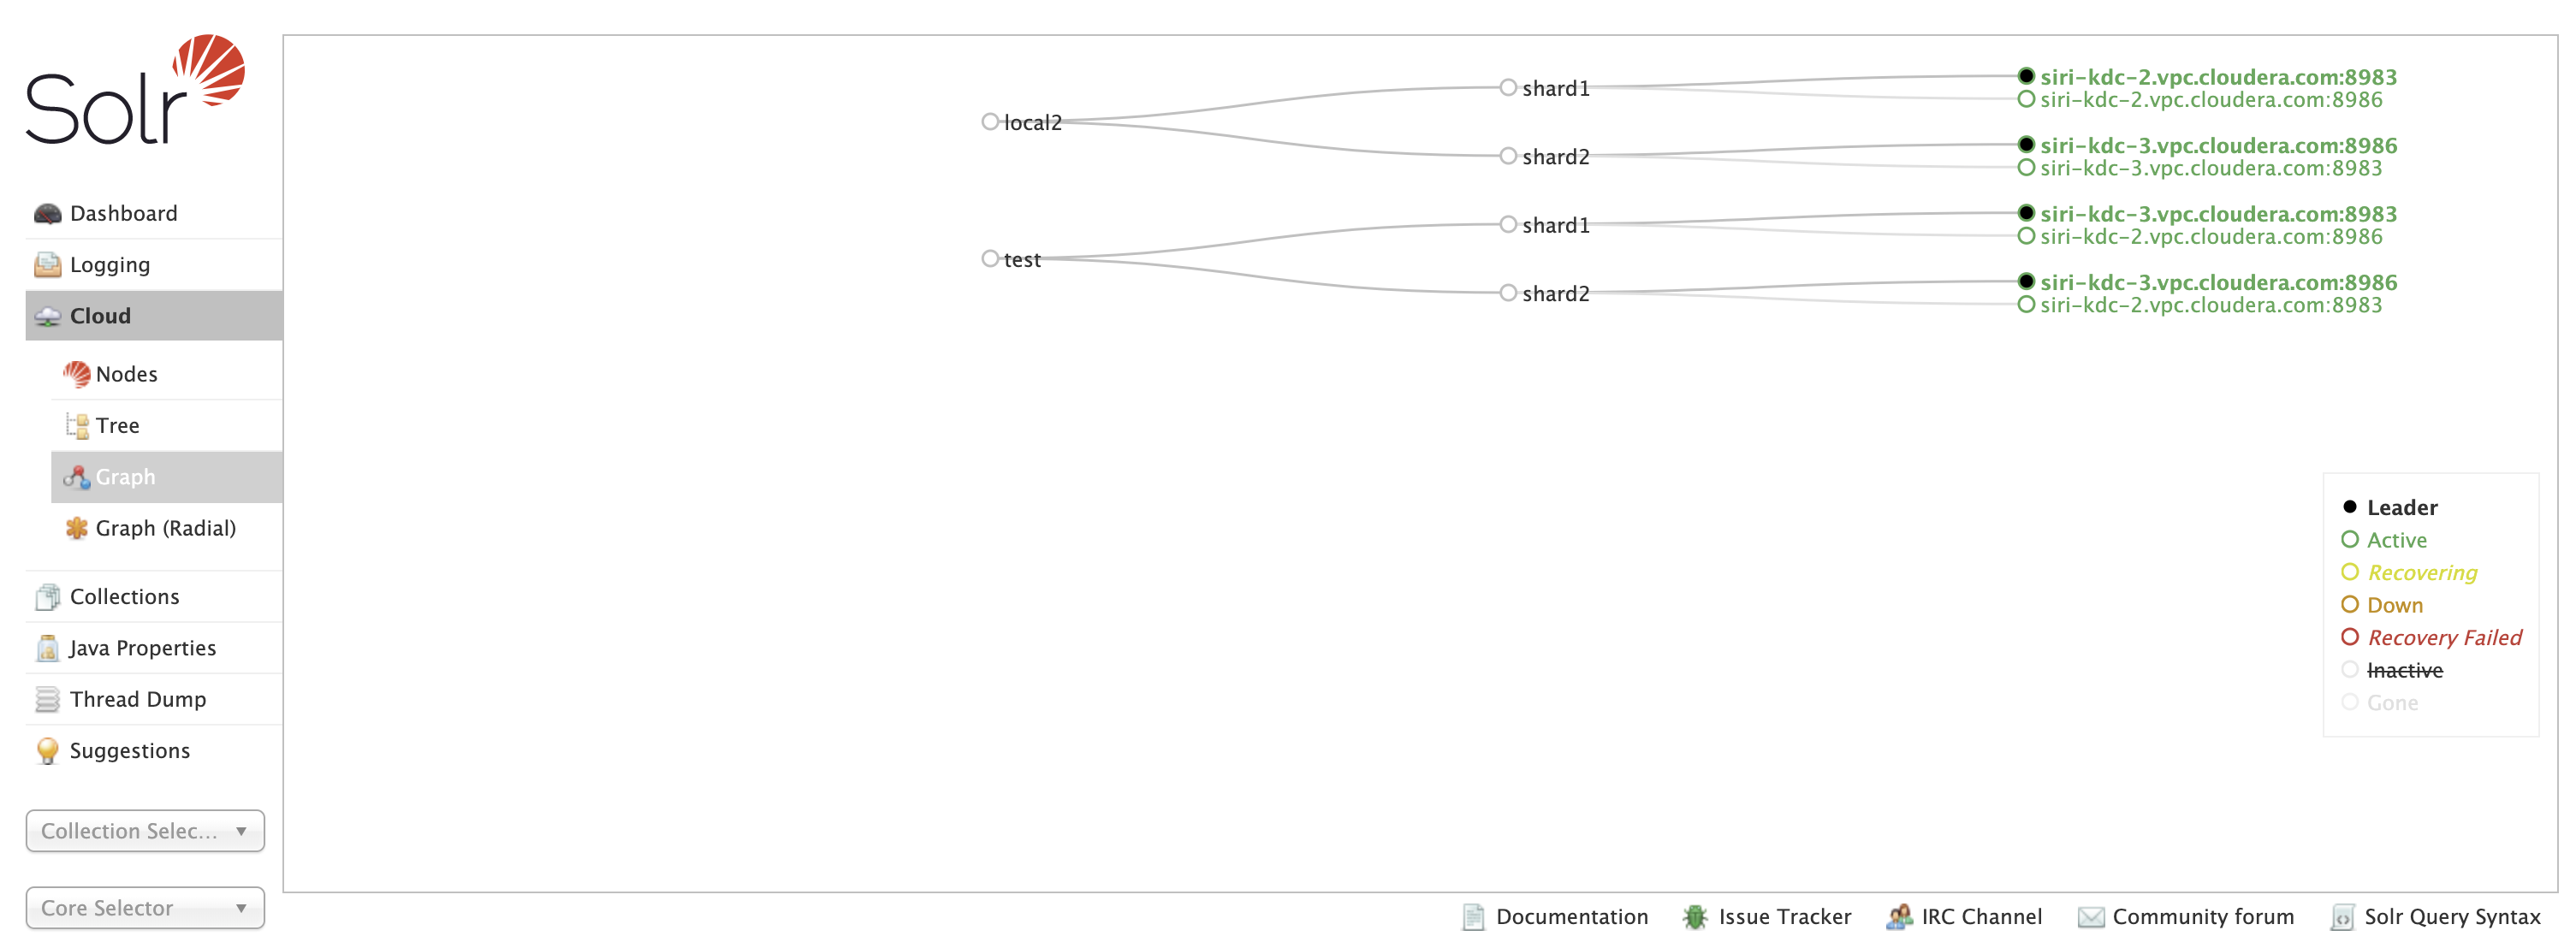 Solr
Dashboard
Logging
Cloud
Nodes
Tree
Graph
Graph (Radial)
Collections
Java Properties
Thread Dump
Suggestions
Collection Selec...
Core Selector
local2
shard1
siri-kdc-2.vpc.cloudera.com:8983
siri-kdc-2.vpc.cloudera.com:8986
shard2
siri-kdc-3.vpc.cloudera.com:8986
siri-kdc-3.vpc.cloudera.com:8983
test
shard1
siri-kdc-3.vpc.cloudera.com:8983
siri-kdc-2.vpc.cloudera.com:8986
shard2
siri-kdc-3.vpc.cloudera.com:8986
siri-kdc-2.vpc.cloudera.com:8983
Leader
Active
Recovering
Down
Recovery Failed
Inactive
Gone
Documentation Issue Tracker IRC Channel Community forum Solr Query Syntax